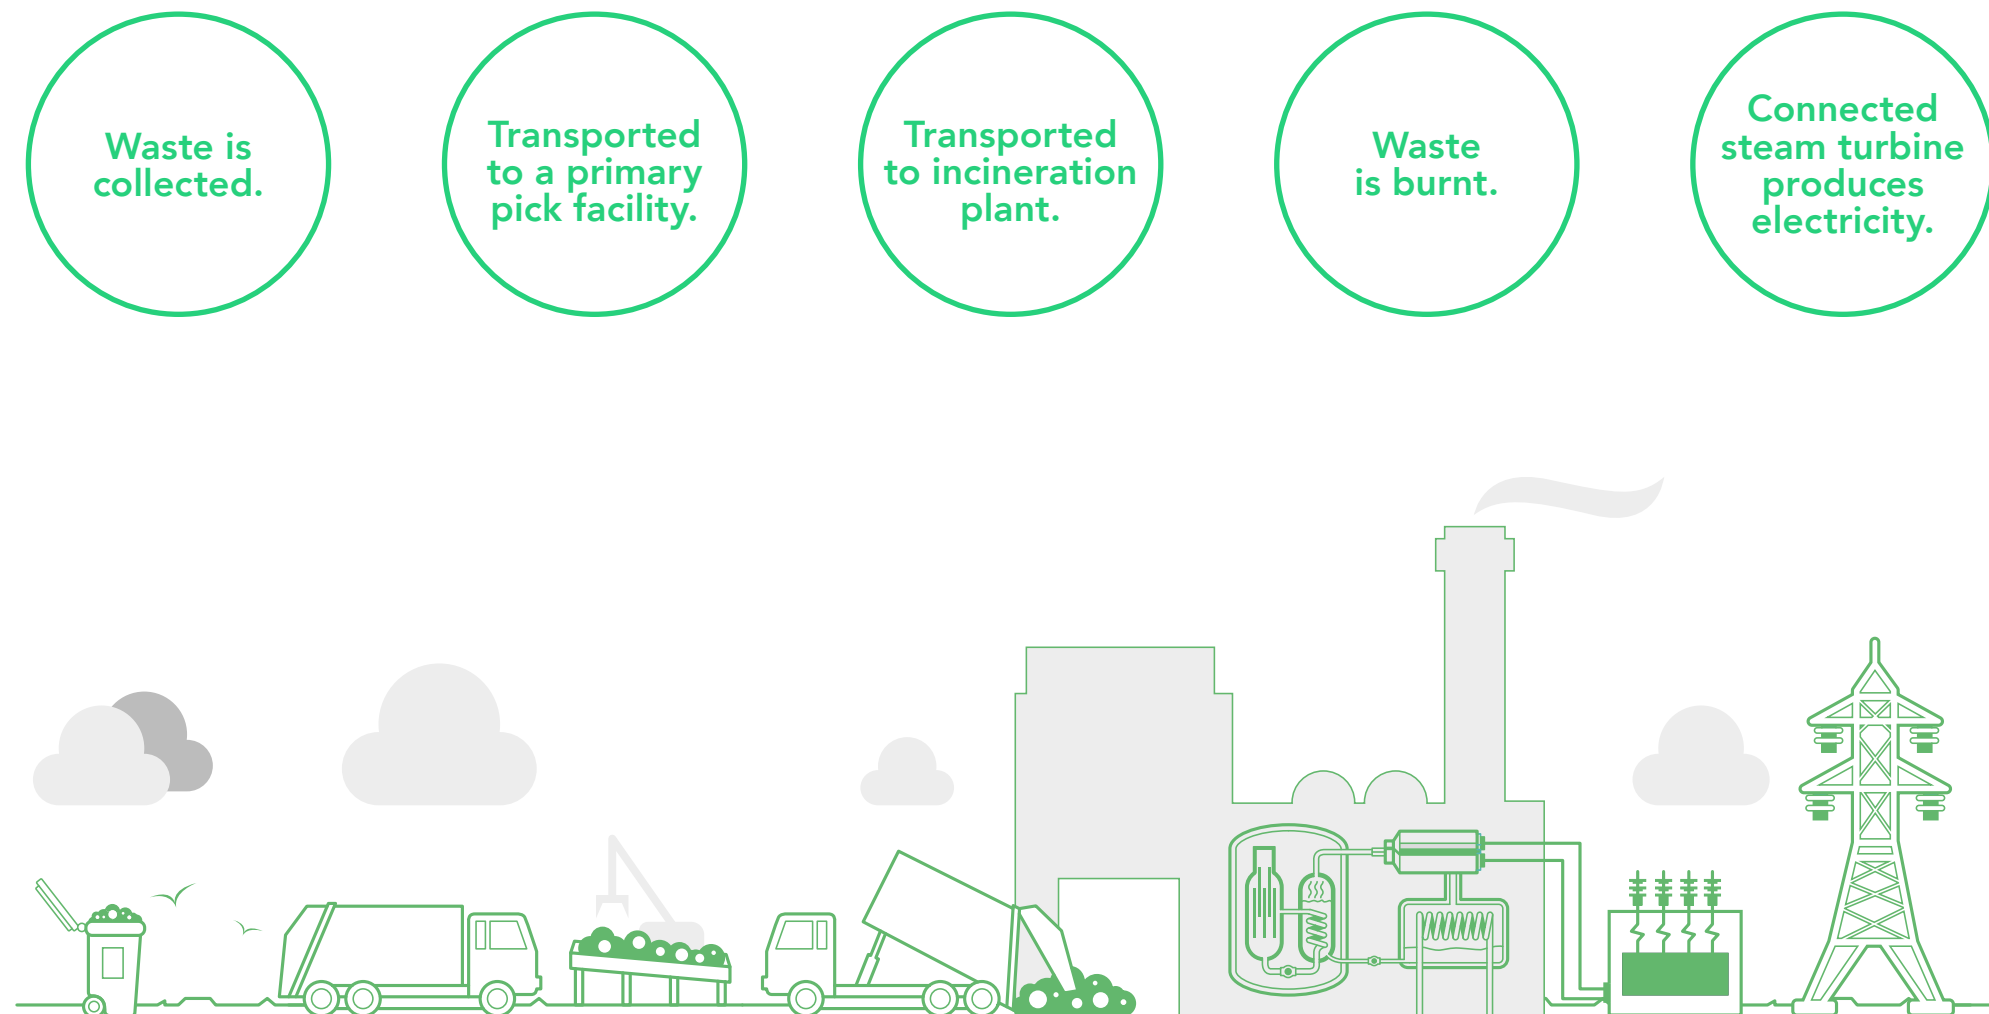 Waste is
collected.
Transported
to a primary
pick facility.
Transported
to incineration
plant.
Waste
is burnt.
Connected
steam turbine
produces
electricity.